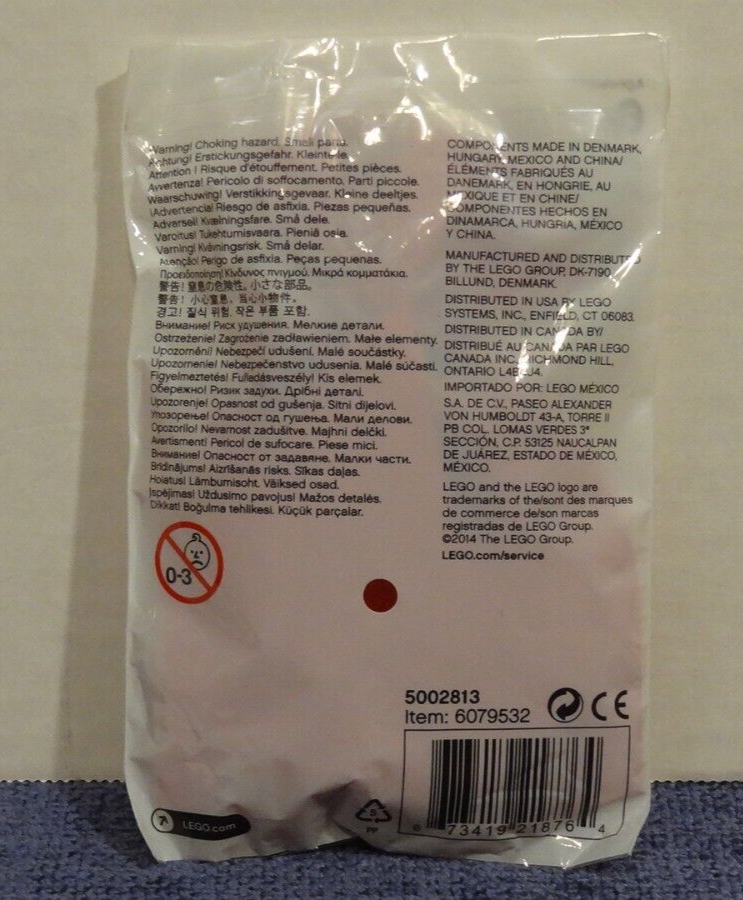 Warning! Choking hazard. Small parts.
Achtung! Erstickungsgefahr. Kleinteile.
Attention ! Risque d'étouffement. Petites pièces.
Avvertenza! Pericolo di soffocamento. Parti piccole.
Waarschuwing! Verstikkingsgevaar. Kleine deeltjes.
¡Advertencia! Riesgo de asfixia. Piezas pequeñas.
Advarsel! Kvælningsfare. Små dele.
Varoitus! Tukehtumisvaara. Pieniä osia.
Varning! Kvävningsrisk. Små delar.
Atenção! Perigo de asfixia. Peças pequenas.
Προειδοποίηση! Κίνδυνος πνιγμού. Μικρά κομματάκια.
警告! 窒息の危険性。小さな部品。
警告! 小心窒息，当心小物件。
경고! 질식 위험. 작은 부품 포함.
Внимание! Риск удушения. Мелкие детали.
Ostrzeżenie! Zagrożenie zadławieniem. Małe elementy.
Upozornění! Nebezpečí udušení. Malé součástky.
Upozornenie! Nebezpečenstvo udusenia. Malé súčasti.
Figyelmeztetés! Fulladásveszély! Kis elemek.
Обережно! Ризик задухи. Дрібні деталі.
Upozorenje! Opasnost od gušenja. Sitni dijelovi.
Упозорење! Опасност од гушења. Мали делови.
Opozorilo! Nevarnost zadušitve. Majhni delčki.
Avertisment! Pericol de sufocare. Piese mici.
Внимание! Опасност от задавяне. Малки части.
Brīdinājums! Aizrīšanās risks. Sīkas daļas.
Hoiatus! Lämbumisoht. Väiksed osad.
Įspėjimas! Uždusimo pavojus! Mažos detalės.
Dikkat! Boğulma tehlikesi. Küçük parçalar.
0-3
LEGO.com
COMPONENTS MADE IN DENMARK,
HUNGARY, MEXICO AND CHINA/
ÉLÉMENTS FABRIQUÉS AU
DANEMARK, EN HONGRIE, AU
MEXIQUE ET EN CHINE/
COMPONENTES HECHOS EN
DINAMARCA, HUNGRIA, MÉXICO
Y CHINA.
MANUFACTURED AND DISTRIBUTED
BY THE LEGO GROUP, DK-7190
BILLUND, DENMARK.
DISTRIBUTED IN USA BY LEGO
SYSTEMS, INC., ENFIELD, CT 06083.
DISTRIBUTED IN CANADA BY/
DISTRIBUÉ AU CANADA PAR LEGO
CANADA INC., RICHMOND HILL,
ONTARIO
IMPORTADO POR: LEGO MÉXICO
S.A. DE C.V., PASEO ALEXANDER
VON HUMBOLDT 43-A, TORRE II
PB COL. LOMAS VERDES 3ª
SECCIÓN, C.P. 53125 NAUCALPAN
DE JUÁREZ, ESTADO DE MÉXICO,
MÉXICO.
LEGO and the LEGO logo are
trademarks of the/sont des marques
de commerce de/son marcas
registradas de LEGO Group.
©2014 The LEGO Group.
LEGO.com/service
5002813
Item: 6079532
CE
0 73419 21876 4
5
PP